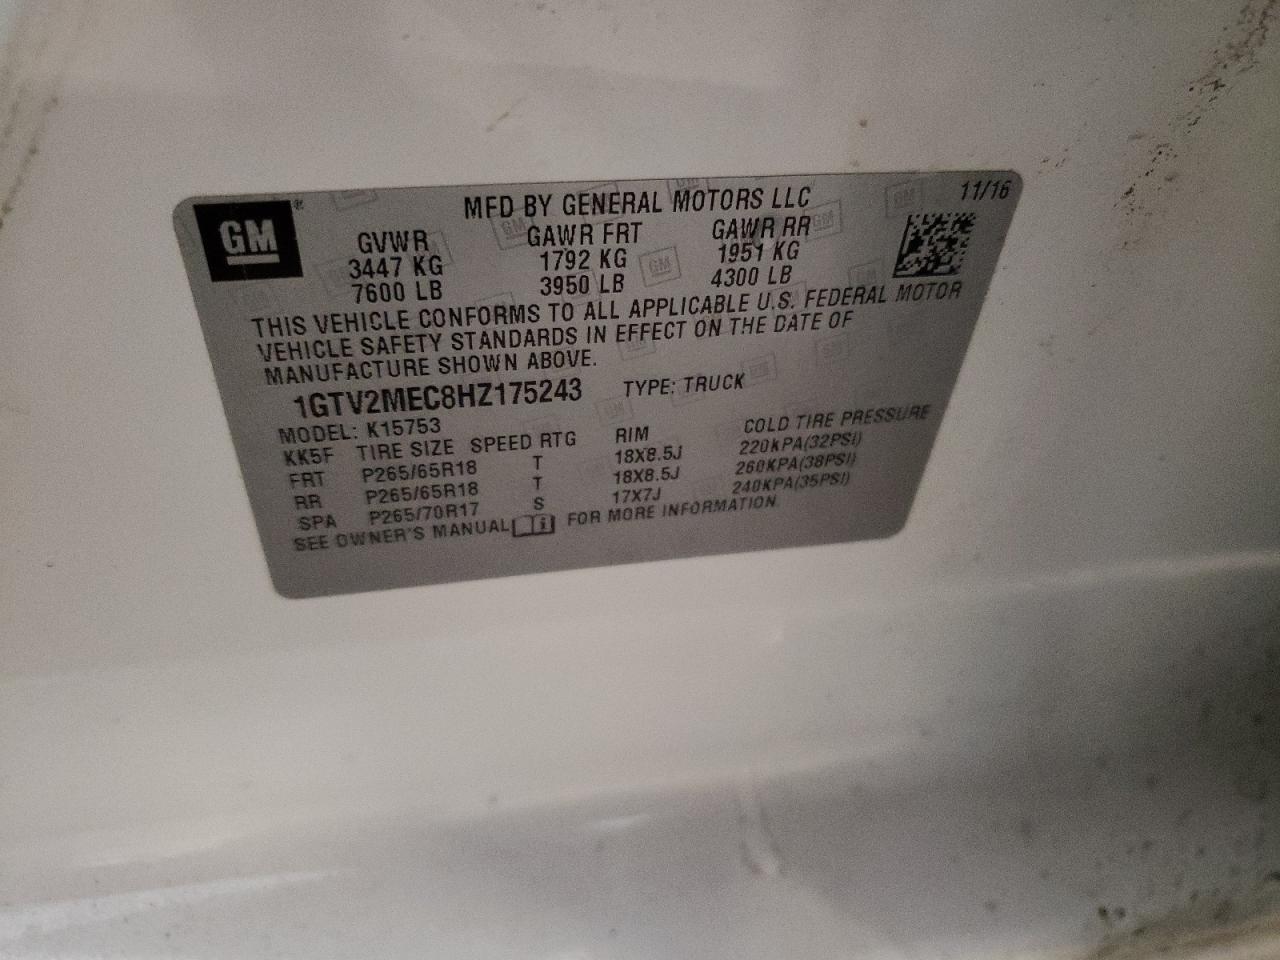 GM®
MFD BY GENERAL MOTORS LLC
11/16
GVWR GAWR FRT GAWR RR
3447 KG 1792 KG 1951 KG
7600 LB 3950 LB 4300 LB
THIS VEHICLE CONFORMS TO ALL APPLICABLE U.S. FEDERAL MOTOR
VEHICLE SAFETY STANDARDS IN EFFECT ON THE DATE OF
MANUFACTURE SHOWN ABOVE.
1GTV2MEC8HZ175243 TYPE: TRUCK
MODEL: K15753
KK5F TIRE SIZE SPEED RTG RIM COLD TIRE PRESSURE
FRT P265/65R18 T 18X8.5J 220KPA(32PSI)
RR P265/65R18 T 18X8.5J 260KPA(38PSI)
SPA P265/70R17 S 17X7J 240KPA(35PSI)
SEE OWNER'S MANUAL FOR MORE INFORMATION.